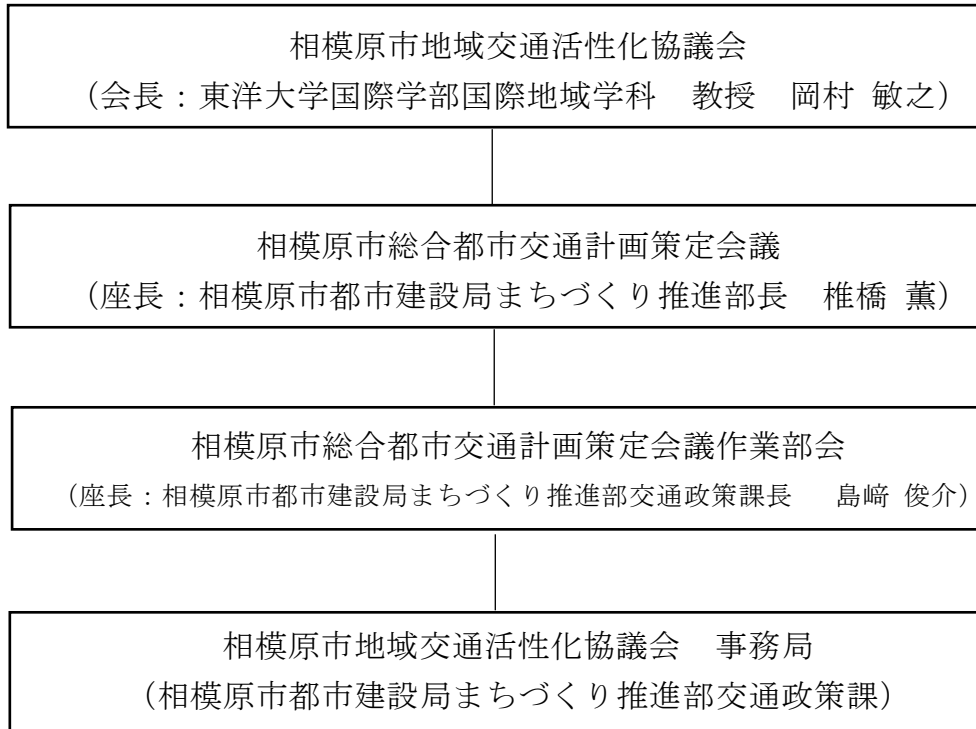 相模原市地域交通活性化協議会
（会長：東洋大学国際学部国際地域学科　教授　岡村 敏之）
相模原市総合都市交通計画策定会議
（座長：相模原市都市建設局まちづくり推進部長　椎橋 薫）
相模原市総合都市交通計画策定会議作業部会
（座長：相模原市都市建設局まちづくり推進部交通政策課長　島﨑 俊介）
相模原市地域交通活性化協議会　事務局
（相模原市都市建設局まちづくり推進部交通政策課）